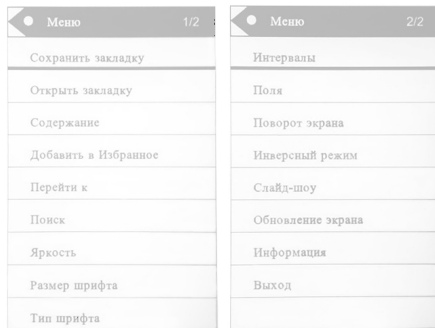 Меню 1/2
Сохранить закладку
Открыть закладку
Содержание
Добавить в Избранное
Перейти к
Поиск
Яркость
Размер шрифта
Тип шрифта
Меню 2/2
Интервалы
Поля
Поворот экрана
Инверсный режим
Слайд-шоу
Обновление экрана
Информация
Выход